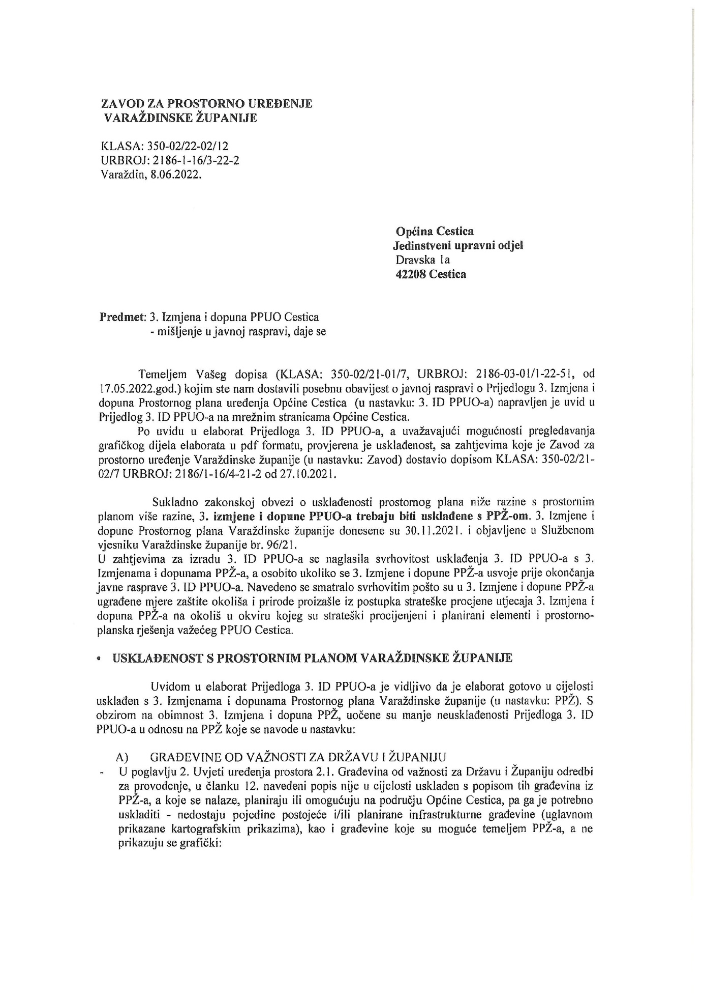 ZAVOD ZA PROSTORNO UREĐENJE
VARAŽDINSKE ŽUPANIJE
KLASA: 350-02/22-02/12
URBROJ: 2186-1-16/3-22-2
Varaždin, 8.06.2022.
Općina Cestica
Jedinstveni upravni odjel
Dravska 1a
42208 Cestica
Predmet: 3. Izmjena i dopuna PPUO Cestica
- mišljenje u javnoj raspravi, daje se
Temeljem Vašeg dopisa (KLASA: 350-02/21-01/7, URBROJ: 2186-03-01/1-22-51, od
17.05.2022.god.) kojim ste nam dostavili posebnu obavijest o javnoj raspravi o Prijedlogu 3. Izmjena i
dopuna Prostornog plana uređenja Općine Cestica (u nastavku: 3. ID PPUO-a) napravljen je uvid u
Prijedlog 3. ID PPUO-a na mrežnim stranicama Općine Cestica.
Po uvidu u elaborat Prijedloga 3. ID PPUO-a, a uvažavajući mogućnosti pregledavanja
grafičkog dijela elaborata u pdf formatu, provjerena je usklađenost, sa zahtjevima koje je Zavod za
prostorno uređenje Varaždinske županije (u nastavku: Zavod) dostavio dopisom KLASA: 350-02/21-
02/7 URBROJ: 2186/1-16/4-21-2 od 27.10.2021.
Sukladno zakonskoj obvezi o usklađenosti prostornog plana niže razine s prostornim
planom više razine, 3. izmjene i dopune PPUO-a trebaju biti usklađene s PPŽ-om. 3. Izmjene i
dopune Prostornog plana Varaždinske županije donesene su 30.11.2021. i objavljene u Službenom
vjesniku Varaždinske županije br. 96/21.
U zahtjevima za izradu 3. ID PPUO-a se naglasila svrhovitost usklađenja 3. ID PPUO-a s 3.
Izmjenama i dopunama PPŽ-a, a osobito ukoliko se 3. Izmjene i dopune PPŽ-a usvoje prije okončanja
javne rasprave 3. ID PPUO-a. Navedeno se smatralo svrhovitim pošto su u 3. Izmjene i dopune PPŽ-a
ugrađene mjere zaštite okoliša i prirode proizašle iz postupka strateške procjene utjecaja 3. Izmjena i
dopuna PPŽ-a na okoliš u okviru kojeg su strateški procijenjeni i planirani elementi i prostorno-
planska rješenja važećeg PPUO Cestica.
• USKLAĐENOST S PROSTORNIM PLANOM VARAŽDINSKE ŽUPANIJE
Uvidom u elaborat Prijedloga 3. ID PPUO-a je vidljivo da je elaborat gotovo u cijelosti
usklađen s 3. Izmjenama i dopunama Prostornog plana Varaždinske županije (u nastavku: PPŽ). S
obzirom na obimnost 3. Izmjena i dopuna PPŽ, uočene su manje neusklađenosti Prijedloga 3. ID
PPUO-a u odnosu na PPŽ koje se navode u nastavku:
A) GRAĐEVINE OD VAŽNOSTI ZA DRŽAVU I ŽUPANIJU
- U poglavlju 2. Uvjeti uređenja prostora 2.1. Građevina od važnosti za Državu i Županiju odredbi
za provođenje, u članku 12. navedeni popis nije u cijelosti usklađen s popisom tih građevina iz
PPŽ-a, a koje se nalaze, planiraju ili omogućuju na području Općine Cestica, pa ga je potrebno
uskladiti - nedostaju pojedine postojeće i/ili planirane infrastrukturne građevine (uglavnom
prikazane kartografskim prikazima), kao i građevine koje su moguće temeljem PPŽ-a, a ne
prikazuju se grafički: